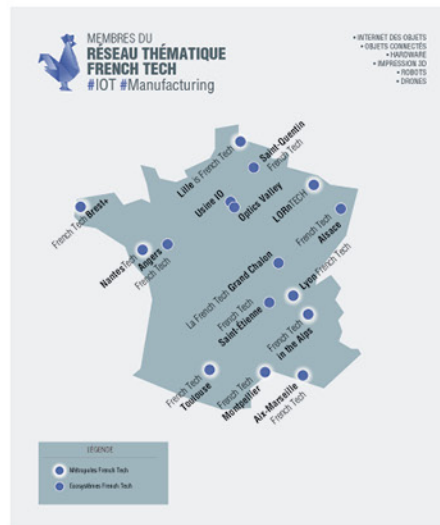 MEMBRES DU
RÉSEAU THÉMATIQUE
FRENCH TECH
#IOT #Manufacturing
• INTERNET DES OBJETS
• OBJETS CONNECTÉS
• HARDWARE
• IMPRESSION 3D
• ROBOTS
• DRONES
Lille is French Tech
Saint-Quentin
French Tech
French Tech Brest+
Usine IO
Optics Valley
LORnTECH
French Tech
Alsace
NantesTech
Angers
French Tech
La French Tech Grand Chalon
Lyon French Tech
French Tech
Saint-Étienne
French Tech
in the Alps
French Tech
Toulouse
French Tech
Montpellier
Aix-Marseille
French Tech
LÉGENDE
Métropoles French Tech
Ecosystèmes French Tech